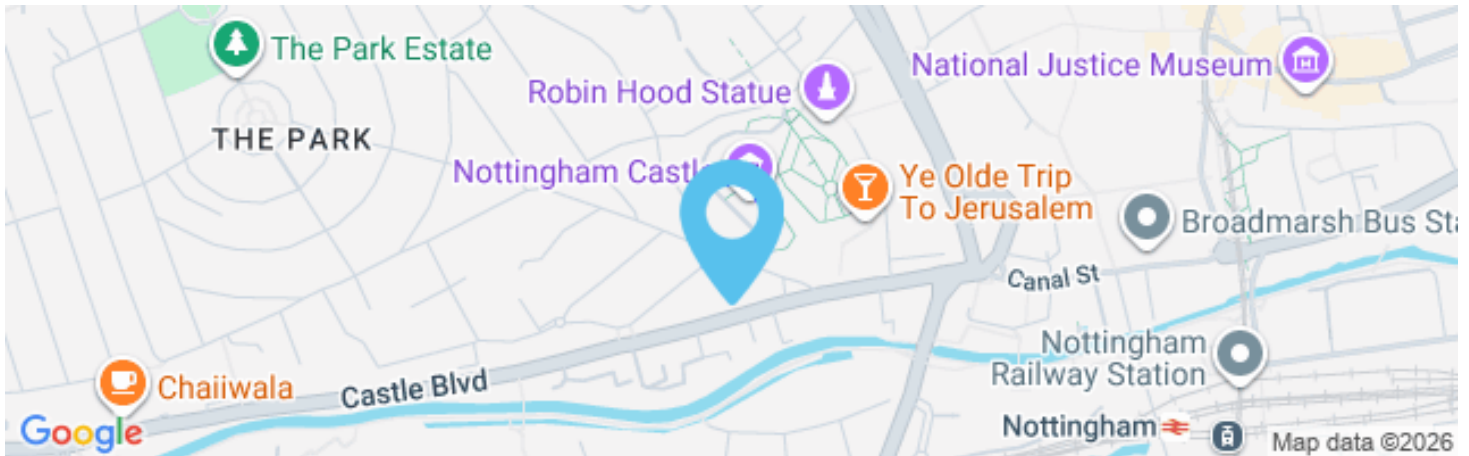 The Park Estate
THE PARK
Robin Hood Statue
National Justice Museum
Nottingham Castle
Ye Olde Trip
To Jerusalem
Broadmarsh Bus Sta
Canal St
Nottingham
Railway Station
Chaiiwala
Castle Blvd
Nottingham
Google
Map data ©2026